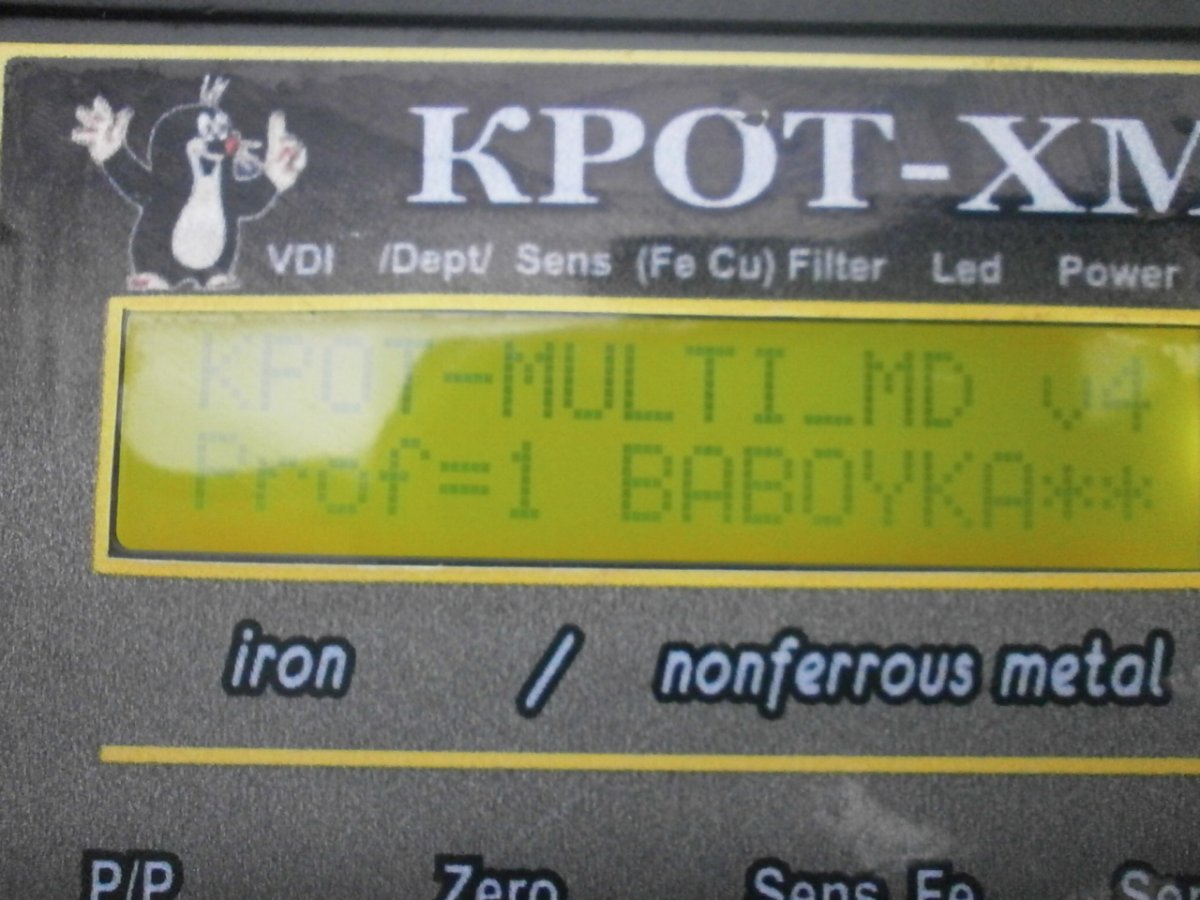 КРОТ-ХМ
VDI /Dept/ Sens (Fe Cu) Filter Led Power
KPOT-MULTI_MD v4
Prof=1 BABOYKA**
iron / nonferrous metal
P/P Zero Sens Fe